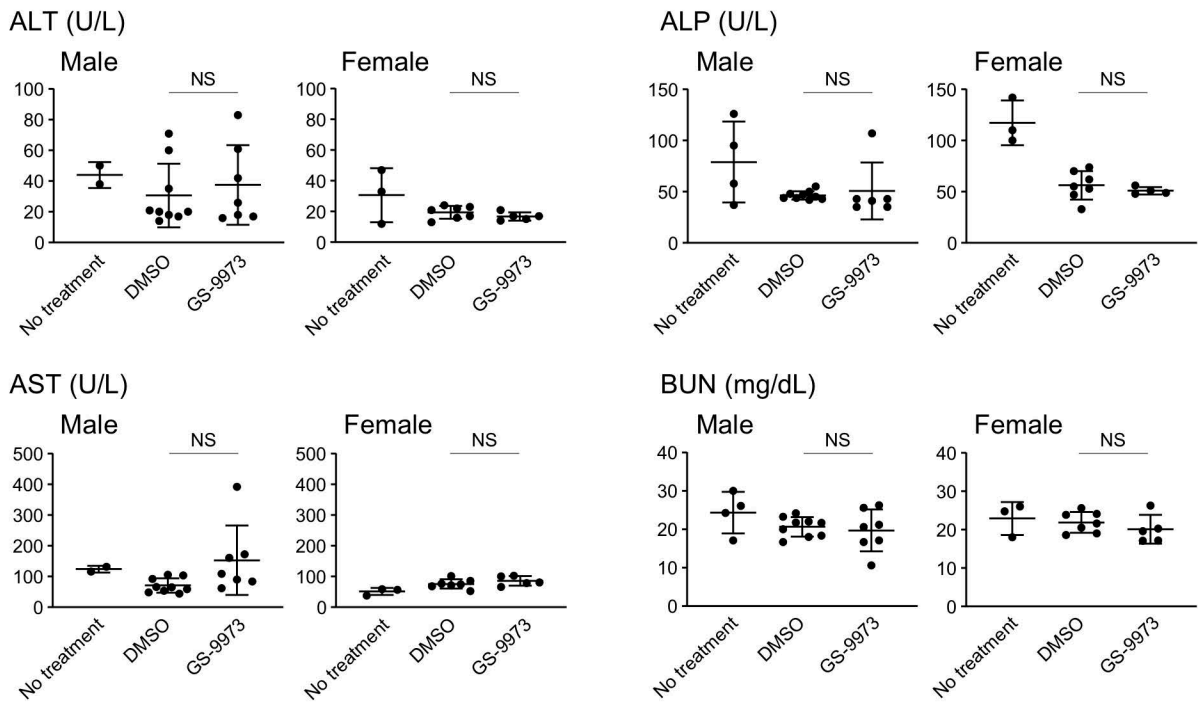 ALT (U/L)
Male
NS
100
80
60
40
20
0
No treatment
DMSO
GS-9973
Female
NS
100
80
60
40
20
0
No treatment
DMSO
GS-9973
ALP (U/L)
Male
NS
150
100
50
0
No treatment
DMSO
GS-9973
Female
NS
150
100
50
0
No treatment
DMSO
GS-9973
AST (U/L)
Male
NS
500
400
300
200
100
0
No treatment
DMSO
GS-9973
Female
NS
500
400
300
200
100
0
No treatment
DMSO
GS-9973
BUN (mg/dL)
Male
NS
40
30
20
10
0
No treatment
DMSO
GS-9973
Female
NS
40
30
20
10
0
No treatment
DMSO
GS-9973